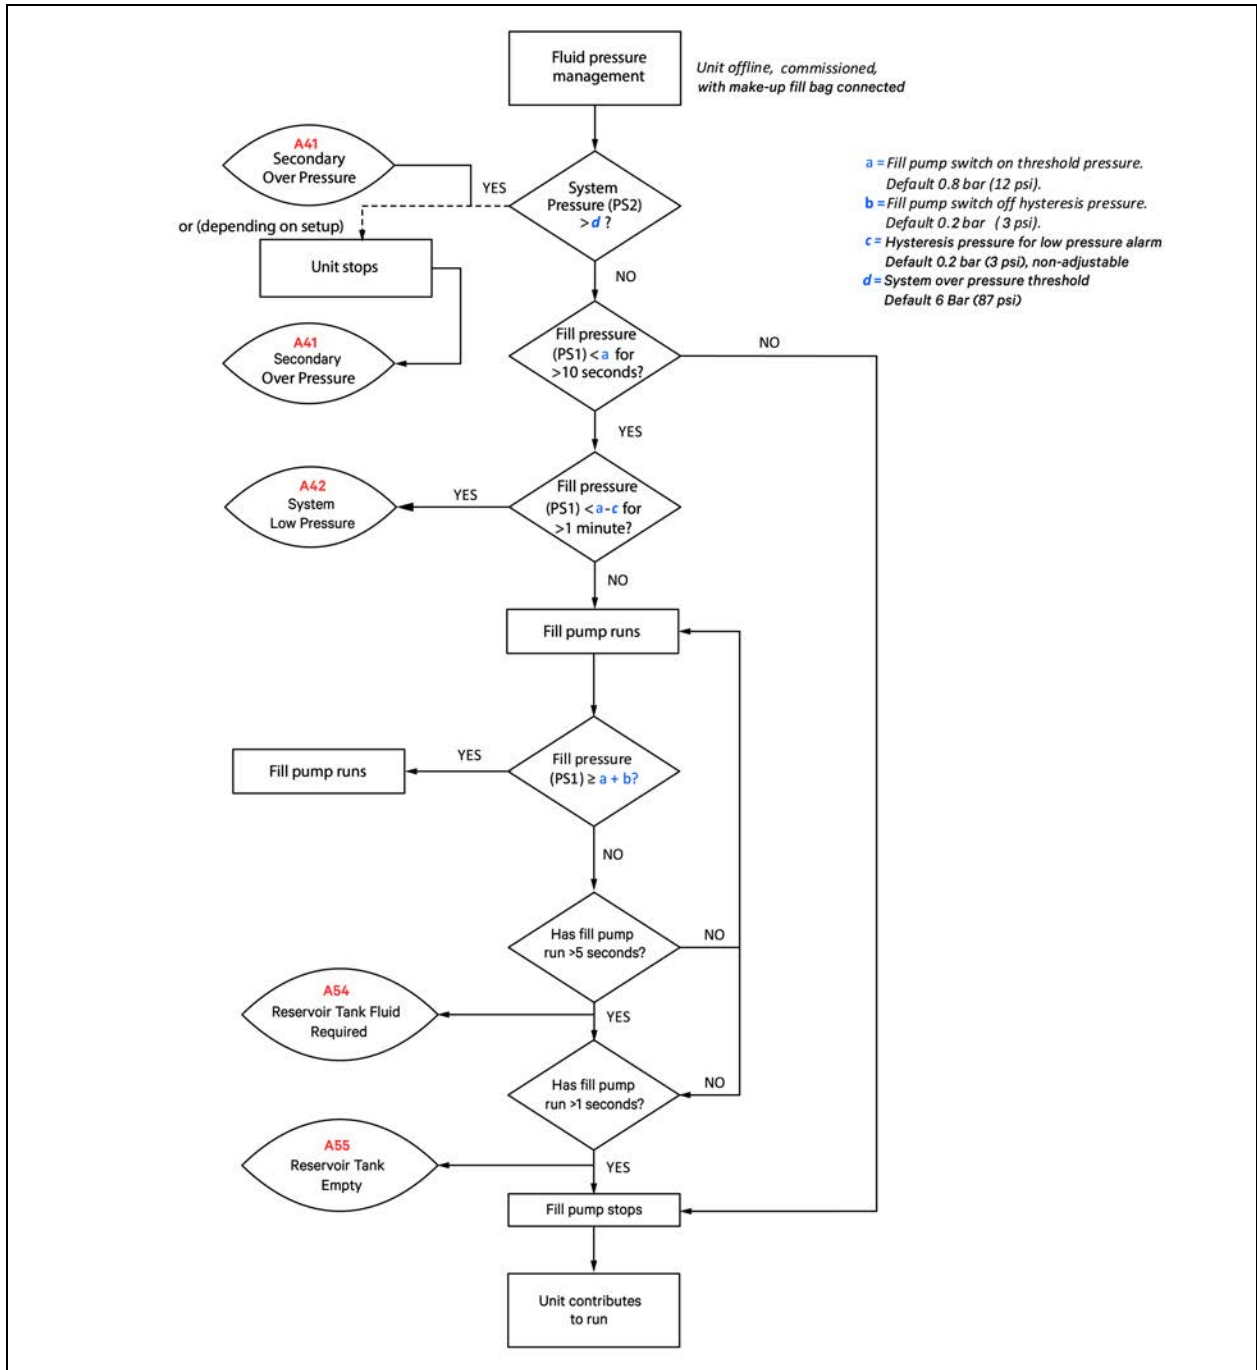 Fluid pressure
management
Unit offline, commissioned,
with make-up fill bag connected
A41
Secondary
Over Pressure
YES
System
Pressure (PS2)
>d ?
a = Fill pump switch on threshold pressure.
Default 0.8 bar (12 psi).
b = Fill pump switch off hysteresis pressure.
Default 0.2 bar ( 3 psi).
c = Hysteresis pressure for low pressure alarm
Default 0.2 bar (3 psi), non-adjustable
d = System over pressure threshold
Default 6 Bar (87 psi)
or (depending on setup)
Unit stops
NO
A41
Secondary
Over Pressure
Fill pressure
(PS1) < a for
>10 seconds?
NO
YES
A42
System
Low Pressure
YES
Fill pressure
(PS1) < a - c for
>1 minute?
NO
Fill pump runs
Fill pump runs
YES
Fill pressure
(PS1) ≥ a + b?
NO
Has fill pump
run >5 seconds?
NO
A54
Reservoir Tank Fluid
Required
YES
Has fill pump
run >1 seconds?
NO
A55
Reservoir Tank
Empty
YES
Fill pump stops
Unit contributes
to run